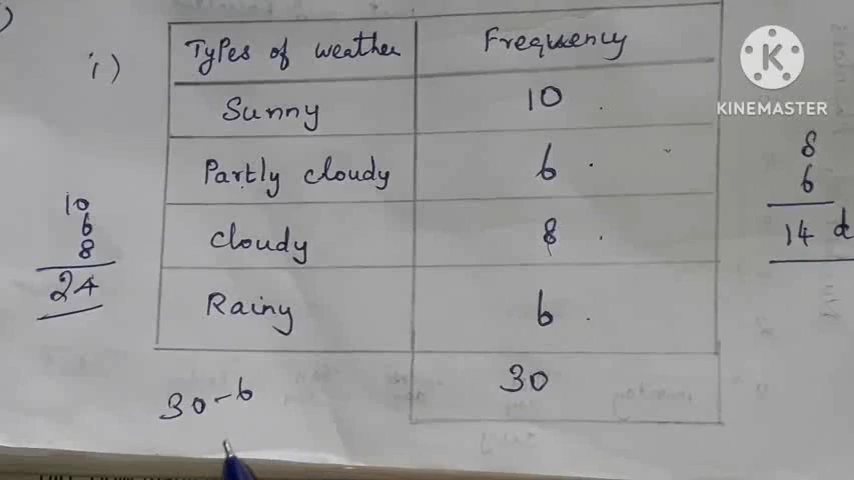 i)
Types of weather Frequency
Sunny 10
Partly cloudy 6
Cloudy 8
Rainy 6
30
30-6
10
6
8
24
8
6
14 d
K
KINEMASTER